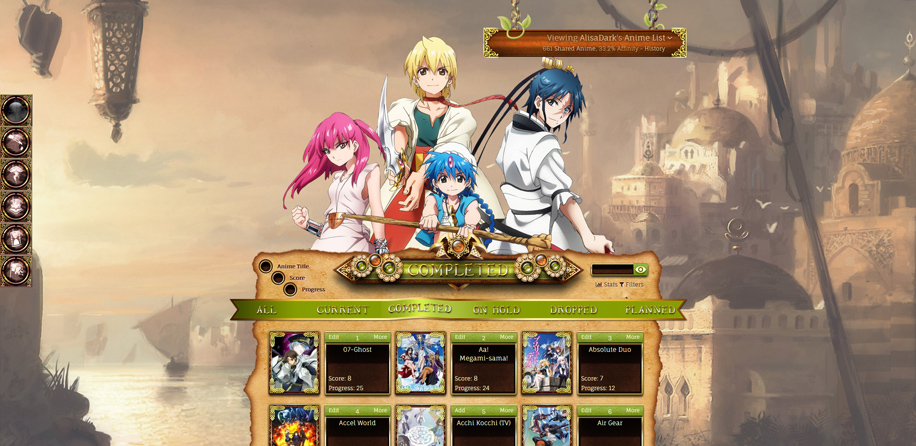 Viewing AlisaDark's Anime List
661 Shared Anime, 33.2% Affinity - History
Anime Title
Score
Progress
COMPLETED
Stats Filters
ALL CURRENT COMPLETED ON HOLD DROPPED PLANNED
Edit 1 More
07-Ghost
Score: 8
Progress: 25
Edit 2 More
Aa!
Megami-sama!
Score: 8
Progress: 24
Edit 3 More
Absolute Duo
Score: 7
Progress: 12
Edit 4 More
Accel World
Add 5 More
Acchi Kocchi (TV)
Edit 6 More
Air Gear